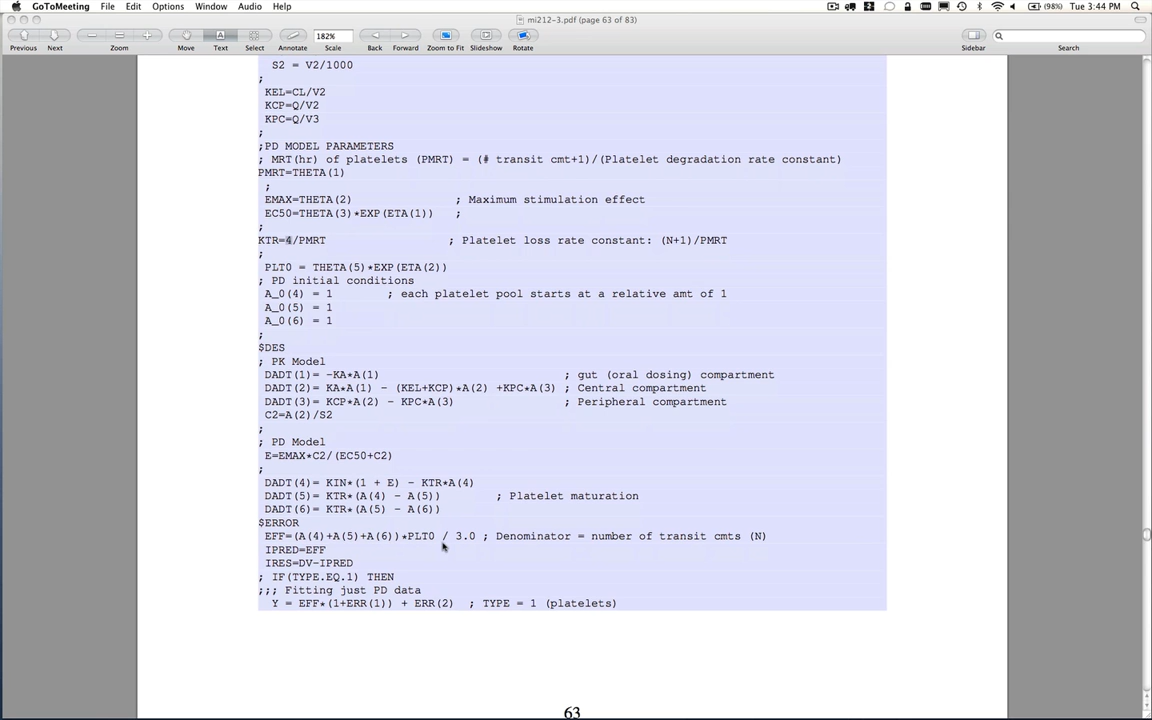 GoToMeeting File Edit Options Window Audio Help (98%) Tue 3:44 PM
mi212-3.pdf (page 63 of 83)
182%
Previous Next Zoom Scale Move Text Select Annotate Back Forward Zoom to Fit Slideshow Rotate Sidebar Search
S2 = V2/1000
;
KEL=CL/V2
KCP=Q/V2
KPC=Q/V3
;
;PD MODEL PARAMETERS
; MRT(hr) of platelets (PMRT) = (# transit cmt+1)/(Platelet degradation rate constant)
PMRT=THETA(1)
;
EMAX=THETA(2) ; Maximum stimulation effect
EC50=THETA(3)*EXP(ETA(1)) ;
;
KTR=4/PMRT ; Platelet loss rate constant: (N+1)/PMRT
;
PLT0 = THETA(5)*EXP(ETA(2))
; PD initial conditions
A_0(4) = 1 ; each platelet pool starts at a relative amt of 1
A_0(5) = 1
A_0(6) = 1
;
$DES
; PK Model
DADT(1)= -KA*A(1) ; gut (oral dosing) compartment
DADT(2)= KA*A(1) - (KEL+KCP)*A(2) +KPC*A(3) ; Central compartment
DADT(3)= KCP*A(2) - KPC*A(3) ; Peripheral compartment
C2=A(2)/S2
;
; PD Model
E=EMAX*C2/(EC50+C2)
;
DADT(4)= KIN*(1 + E) - KTR*A(4)
DADT(5)= KTR*(A(4) - A(5)) ; Platelet maturation
DADT(6)= KTR*(A(5) - A(6))
$ERROR
EFF=(A(4)+A(5)+A(6))*PLT0 / 3.0 ; Denominator = number of transit cmts (N)
IPRED=EFF
IRES=DV-IPRED
; IF(TYPE.EQ.1) THEN
;;; Fitting just PD data
Y = EFF*(1+ERR(1)) + ERR(2) ; TYPE = 1 (platelets)
63